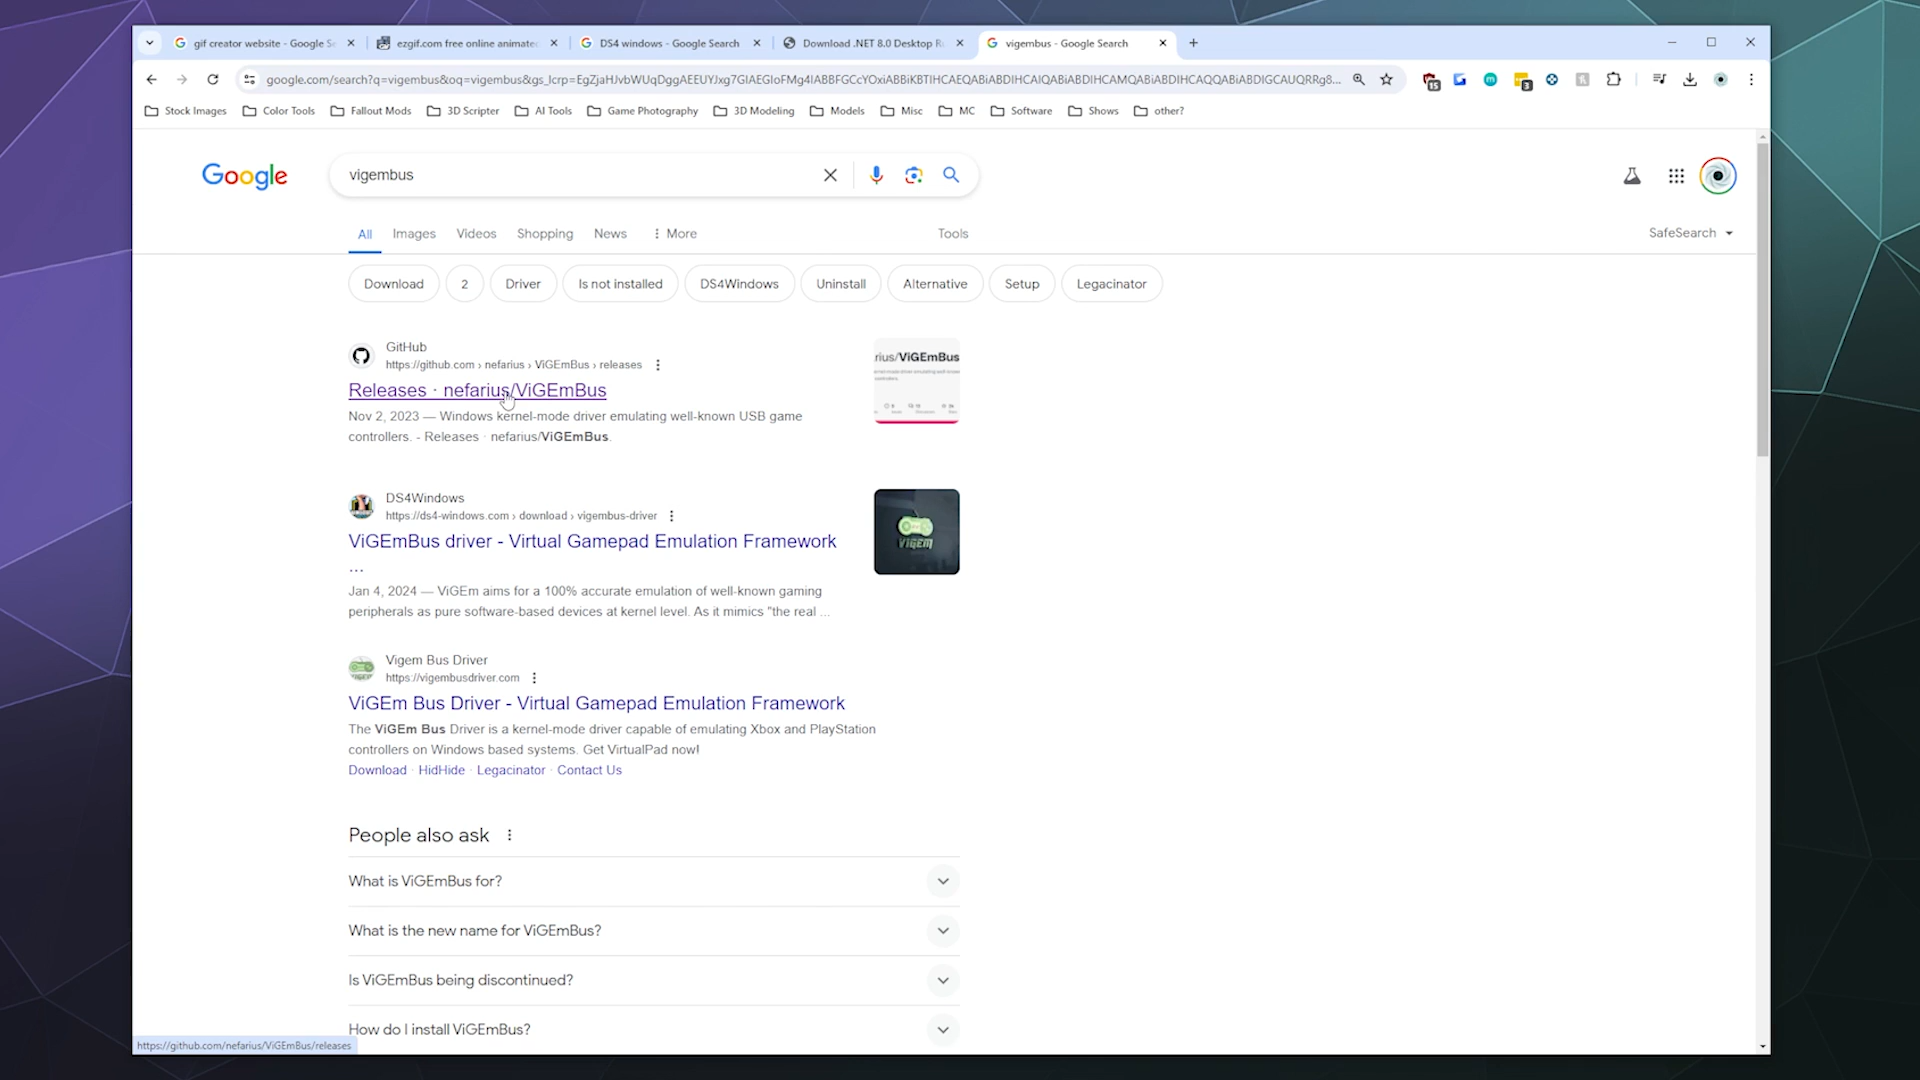 gif creator website - Google Se
ezgif.com free online animated
DS4 windows - Google Search
Download .NET 8.0 Desktop Ru
vigembus - Google Search
google.com/search?q=vigembus&oq=vigembus&gs_lcrp=EgZjaHJvbWUqDggAEEUYJxg7GIAEGIoFMg4IABBFGCcYOxiABBiKBTIHCAEQABiABDIHCAIQABiABDIHCAMQABiABDIHCAQQABiABDIGCAUQRRg8...
15
3
Stock Images
Color Tools
Fallout Mods
3D Scripter
AI Tools
Game Photography
3D Modeling
Models
Misc
MC
Software
Shows
other?
Google
vigembus
All
Images
Videos
Shopping
News
More
Tools
SafeSearch
Download
2
Driver
Is not installed
DS4Windows
Uninstall
Alternative
Setup
Legacinator
GitHub
https://github.com › nefarius › ViGEmBus › releases
Releases · nefarius/ViGEmBus
Nov 2, 2023 — Windows kernel-mode driver emulating well-known USB game
controllers. - Releases · nefarius/ViGEmBus.
rius/ViGEmBus
DS4Windows
https://ds4-windows.com › download › vigembus-driver
ViGEmBus driver - Virtual Gamepad Emulation Framework
...
Jan 4, 2024 — ViGEm aims for a 100% accurate emulation of well-known gaming
peripherals as pure software-based devices at kernel level. As it mimics "the real ...
ViGEM
Vigem Bus Driver
https://vigembusdriver.com
ViGEm Bus Driver - Virtual Gamepad Emulation Framework
The ViGEm Bus Driver is a kernel-mode driver capable of emulating Xbox and PlayStation
controllers on Windows based systems. Get VirtualPad now!
Download · HidHide · Legacinator · Contact Us
People also ask
What is ViGEmBus for?
What is the new name for ViGEmBus?
Is ViGEmBus being discontinued?
How do I install ViGEmBus?
https://github.com/nefarius/ViGEmBus/releases